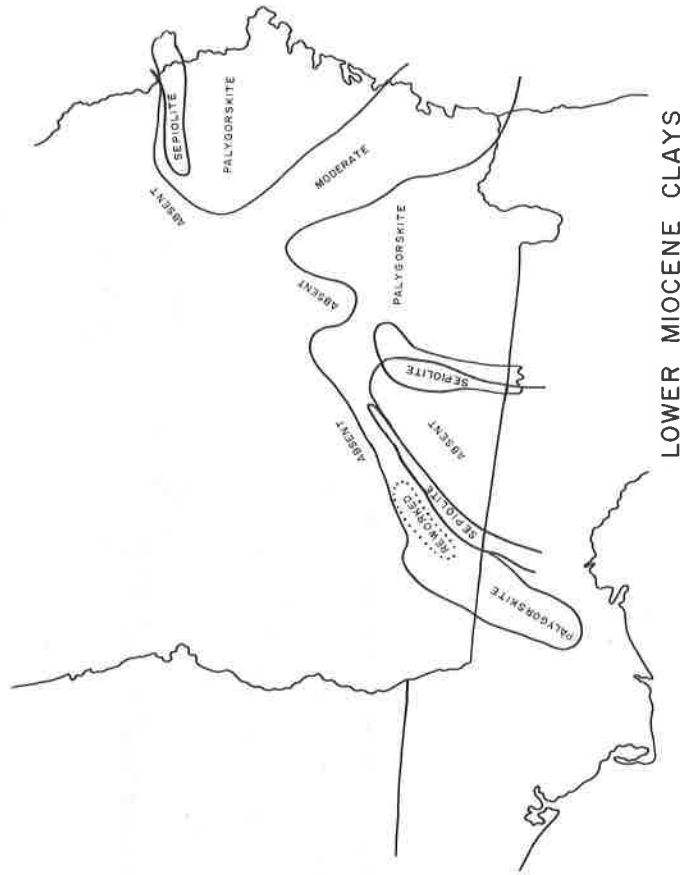 SEPIOLITE
PALYGORSKITE
ABSENT
MODERATE
ABSENT
PALYGORSKITE
SEPIOLITE
ABSENT
ABSENT
SEPIOLITE
REWORKED
PALYGORSKITE
LOWER MIOCENE CLAYS